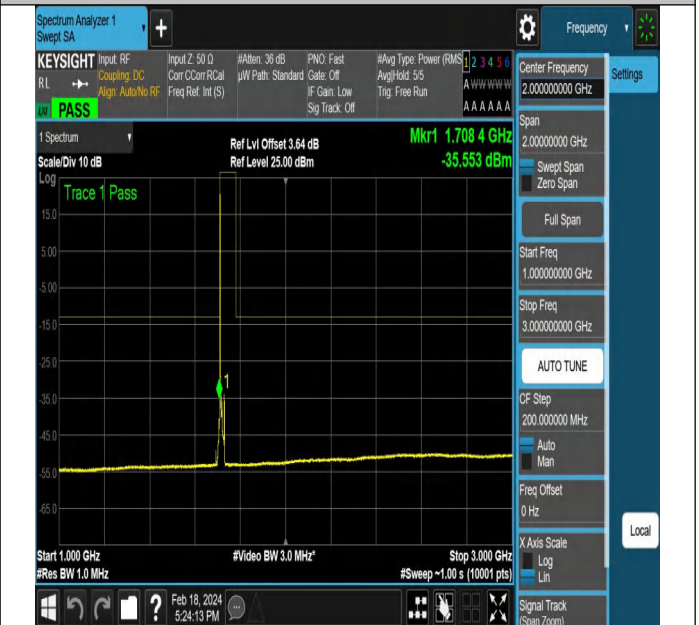 Spectrum Analyzer 1
Swept SA
+
Frequency
KEYSIGHT
Input: RF
Coupling: DC
Align: Auto/No RF
Input Z: 50 Ω
Corr CCorr RCal
Freq Ref: Int (S)
#Atten: 36 dB
µW Path: Standard
PNO: Fast
Gate: Off
IF Gain: Low
Sig Track: Off
#Avg Type: Power (RMS
Avg|Hold: 5/5
Trig: Free Run
1 2 3 4 5 6
A W W W W W
A A A A A A
R L
PASS
1 Spectrum
Scale/Div 10 dB
Ref Lvl Offset 3.64 dB
Ref Level 25.00 dBm
Mkr1 1.708 4 GHz
-35.553 dBm
Log
Trace 1 Pass
15.0
5.00
-5.00
-15.0
-25.0
-35.0
-45.0
-55.0
-65.0
1
Start 1.000 GHz
#Res BW 1.0 MHz
#Video BW 3.0 MHz*
Stop 3.000 GHz
#Sweep ~1.00 s (10001 pts)
Feb 18, 2024
5:24:13 PM
?
Center Frequency
2.000000000 GHz
Span
2.00000000 GHz
Swept Span
Zero Span
Full Span
Start Freq
1.000000000 GHz
Stop Freq
3.000000000 GHz
AUTO TUNE
CF Step
200.000000 MHz
Auto
Man
Freq Offset
0 Hz
X Axis Scale
Log
Lin
Signal Track
(Span Zoom)
Settings
Local